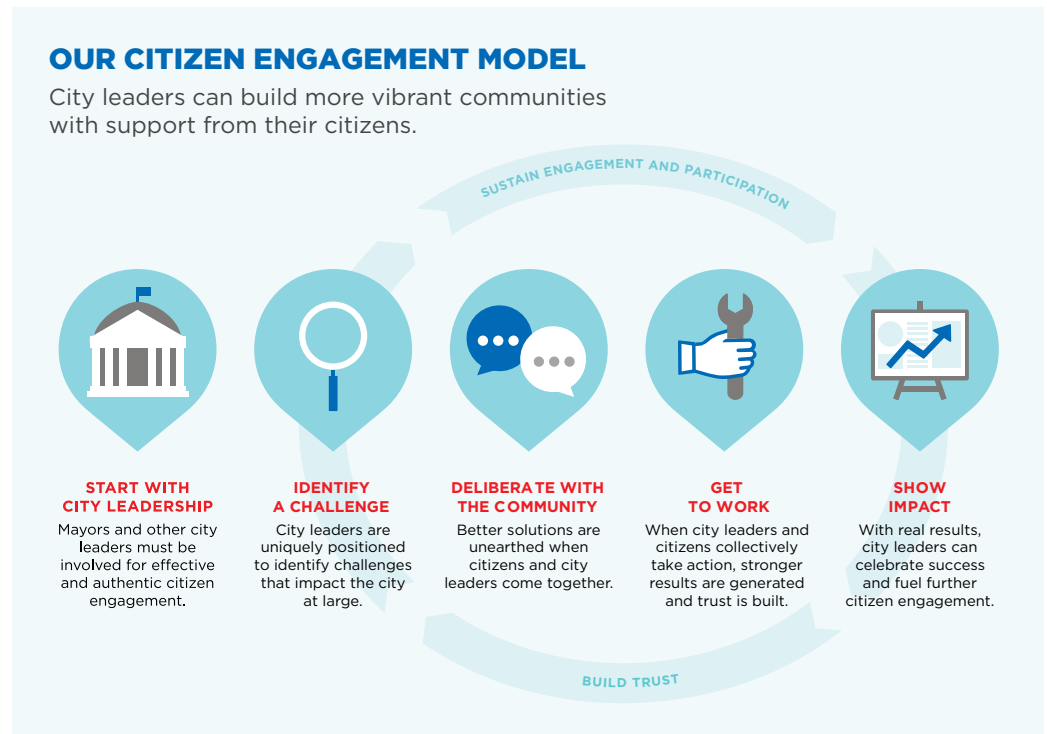 OUR CITIZEN ENGAGEMENT MODEL
City leaders can build more vibrant communities
with support from their citizens.
SUSTAIN ENGAGEMENT AND PARTICIPATION
START WITH
CITY LEADERSHIP
Mayors and other city
leaders must be
involved for effective
and authentic citizen
engagement.
IDENTIFY
A CHALLENGE
City leaders are
uniquely positioned
to identify challenges
that impact the city
at large.
DELIBERATE WITH
THE COMMUNITY
Better solutions are
unearthed when
citizens and city
leaders come together.
GET
TO WORK
When city leaders and
citizens collectively
take action, stronger
results are generated
and trust is built.
SHOW
IMPACT
With real results,
city leaders can
celebrate success
and fuel further
citizen engagement.
BUILD TRUST